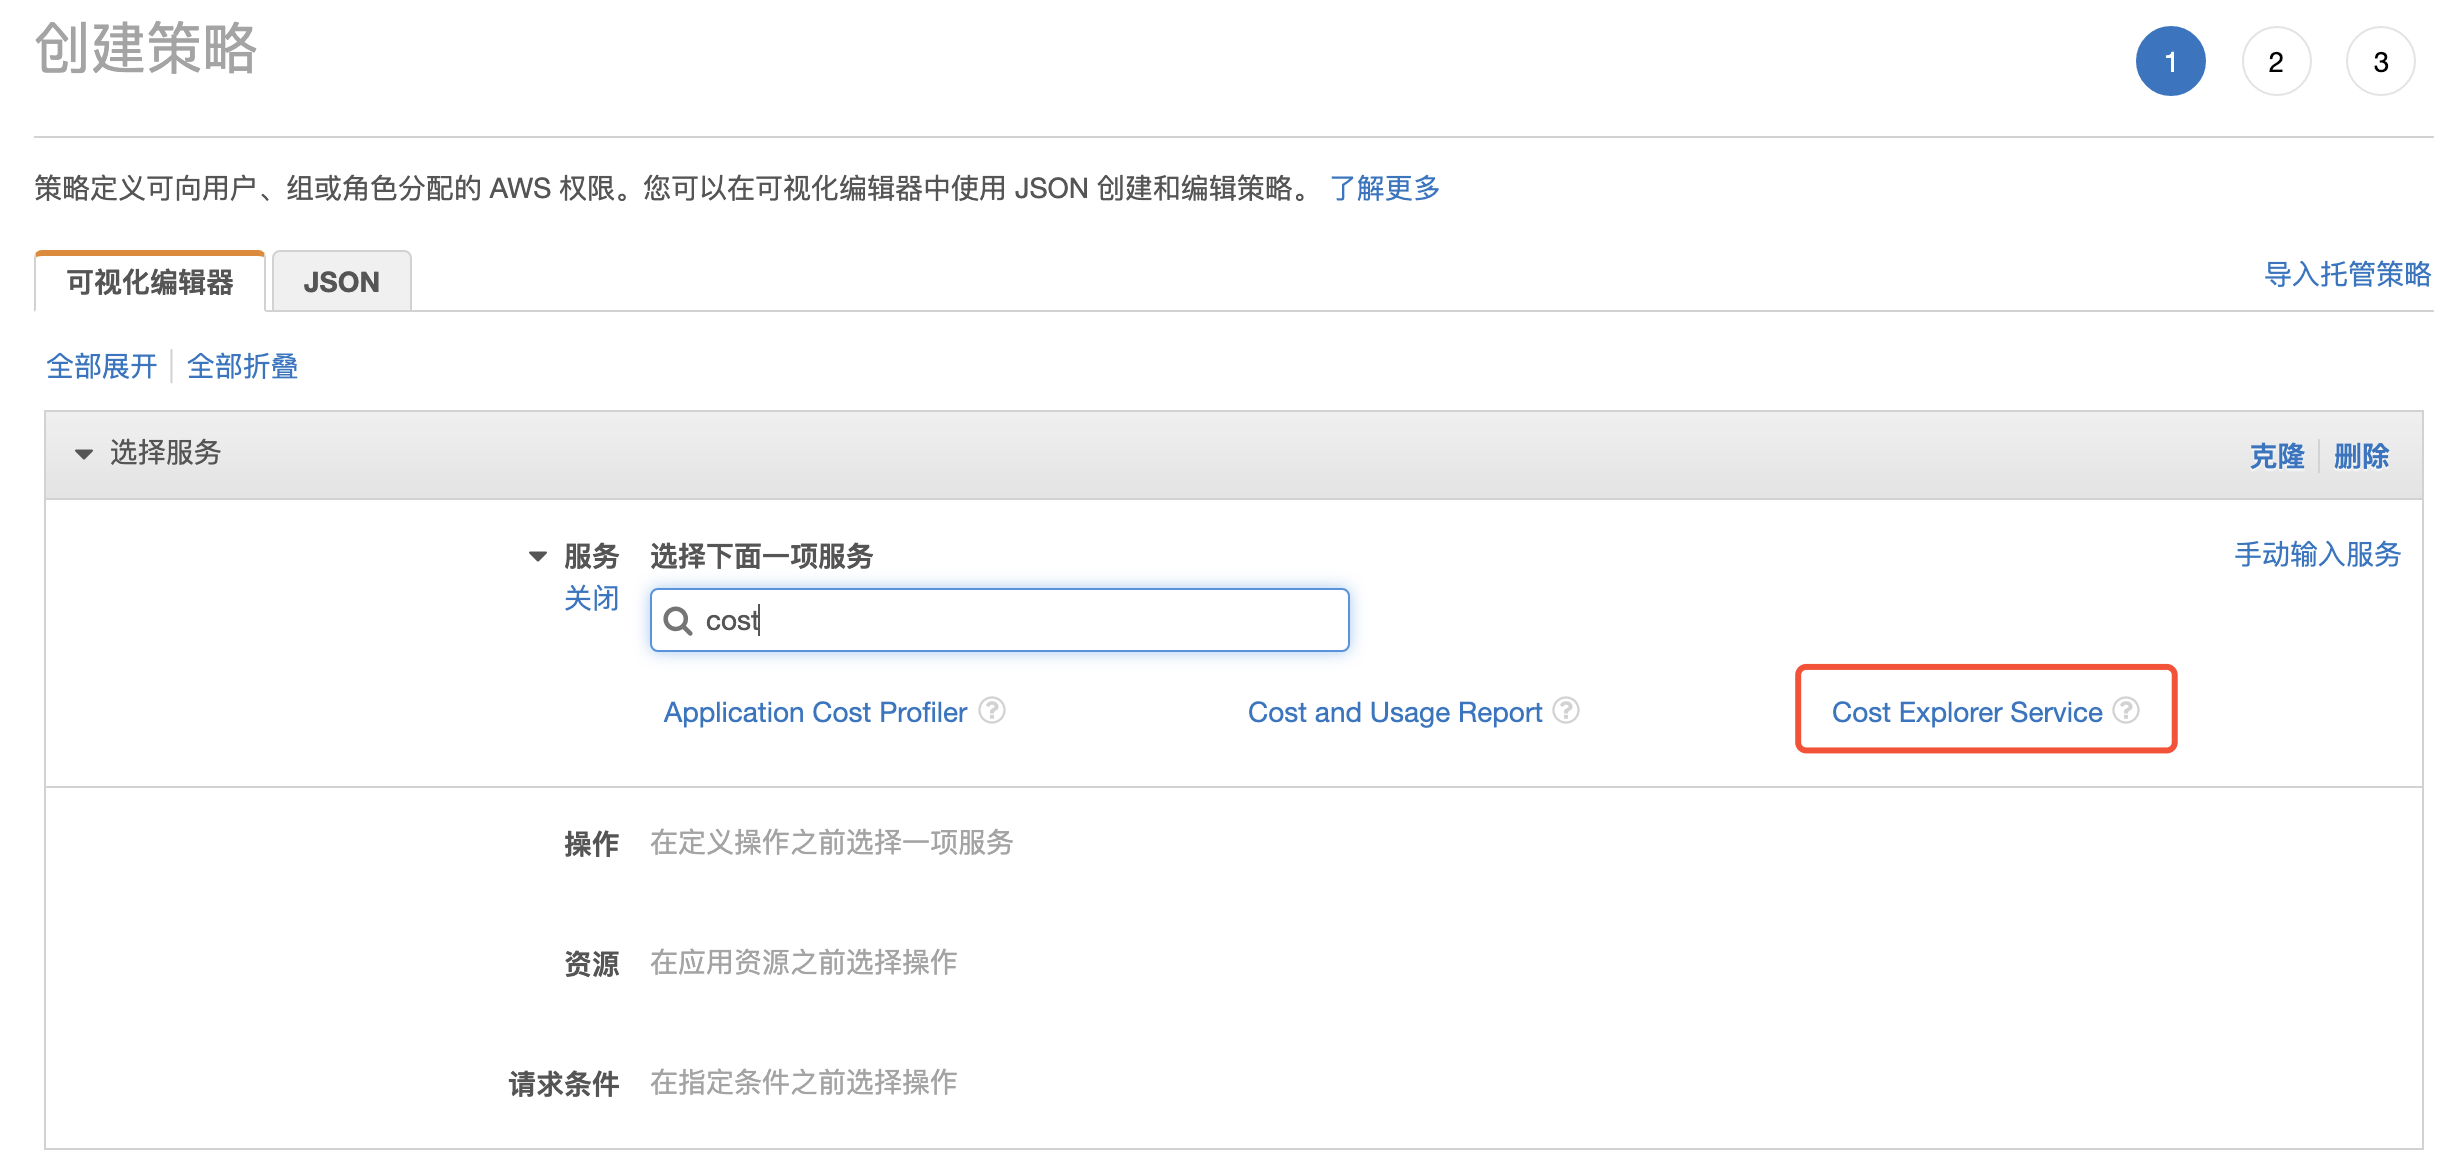 创建策略
1 2 3
策略定义可向用户、组或角色分配的 AWS 权限。您可以在可视化编辑器中使用 JSON 创建和编辑策略。 了解更多
可视化编辑器 JSON 导入托管策略
全部展开 全部折叠
选择服务 克隆 删除
服务 选择下面一项服务 手动输入服务
关闭 cost
Application Cost Profiler ? Cost and Usage Report ? Cost Explorer Service ?
操作 在定义操作之前选择一项服务
资源 在应用资源之前选择操作
请求条件 在指定条件之前选择操作